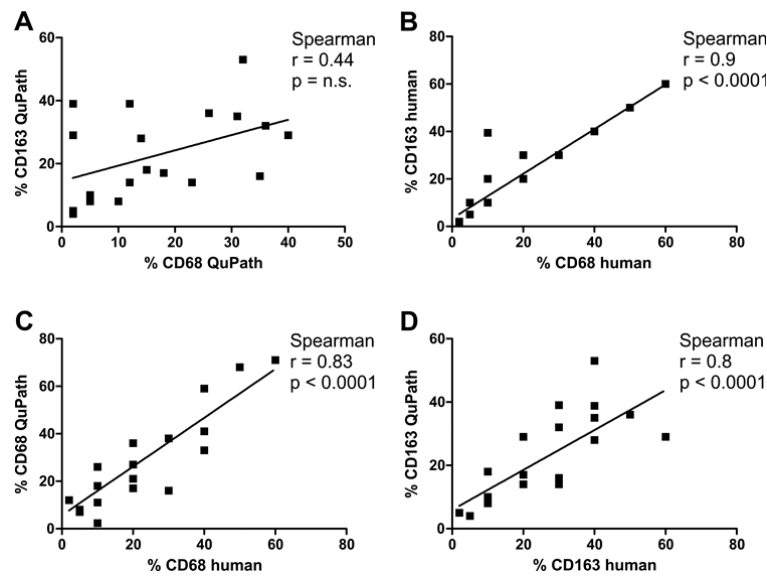 A
Spearman
r = 0.44
p = n.s.
% CD163 QuPath
60
40
20
0
0 10 20 30 40 50
% CD68 QuPath
B
Spearman
r = 0.9
p < 0.0001
% CD163 human
80
60
40
20
0
0 20 40 60 80
% CD68 human
C
Spearman
r = 0.83
p < 0.0001
% CD68 QuPath
80
60
40
20
0
0 20 40 60 80
% CD68 human
D
Spearman
r = 0.8
p < 0.0001
% CD163 QuPath
60
40
20
0
0 20 40 60 80
% CD163 human